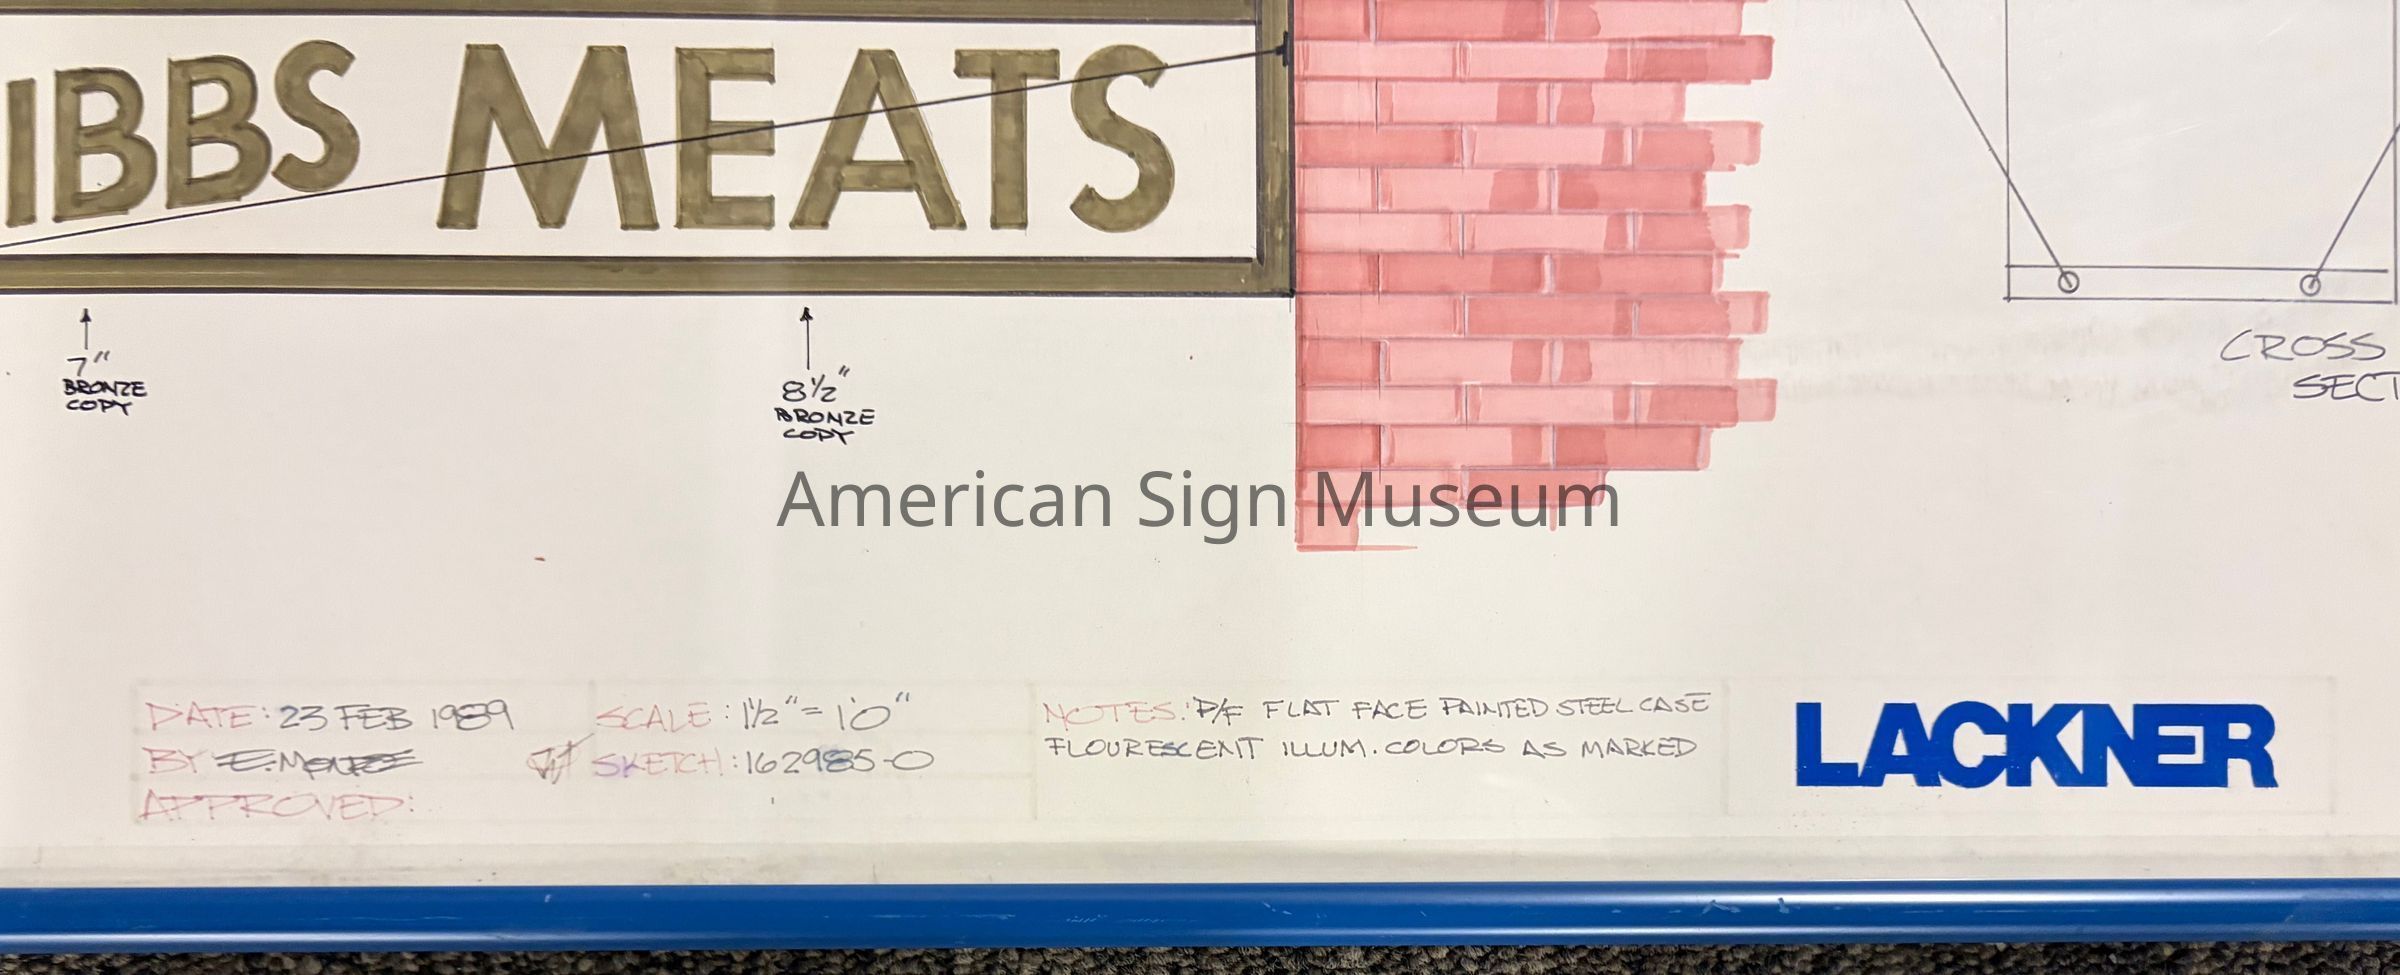 IBBS MEATS
7"
BRONZE
COPY
8½"
BRONZE
COPY
CROSS
SECT
American Sign Museum
DATE: 23 FEB 1989
BY E. MONROE
APPROVED:
SCALE: 1½" = 1'0"
SKETCH: 162985-0
NOTES: P/F FLAT FACE PAINTED STEEL CASE
FLOURESCENT ILLUM. COLORS AS MARKED
LACKNER